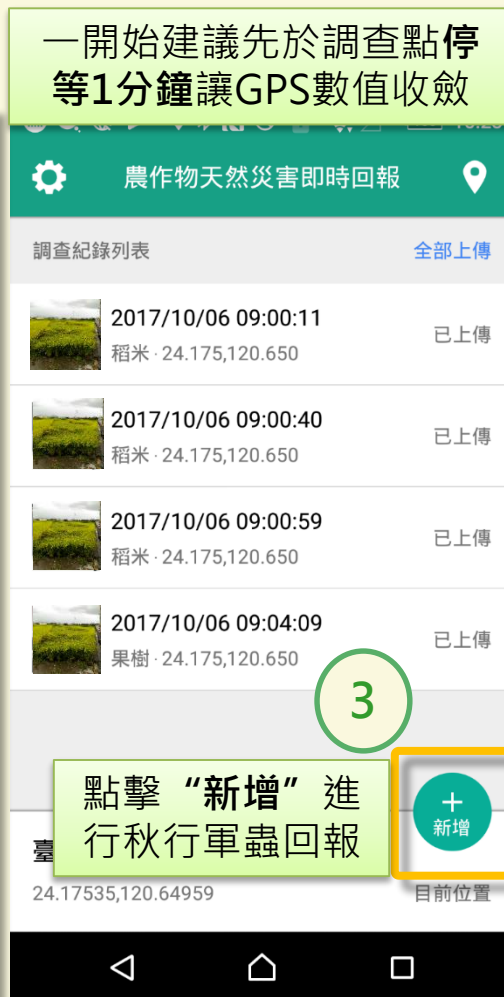 一開始建議先於調查點停
等1分鐘讓GPS數值收斂
農作物天然災害即時回報
調查紀錄列表 全部上傳
2017/10/06 09:00:11
稻米 · 24.175,120.650 已上傳
2017/10/06 09:00:40
稻米 · 24.175,120.650 已上傳
2017/10/06 09:00:59
稻米 · 24.175,120.650 已上傳
2017/10/06 09:04:09
果樹 · 24.175,120.650 已上傳
3
點擊“新增”進
行秋行軍蟲回報
+
新增
臺
24.17535,120.64959 目前位置